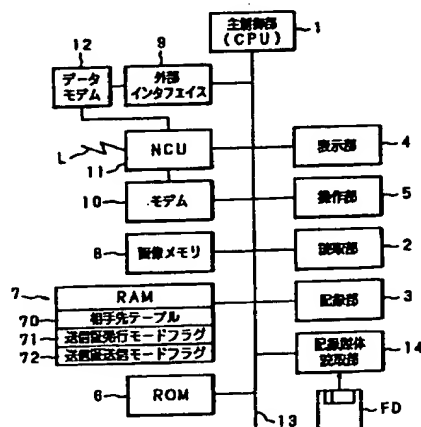 主制御部
(CPU)
1
12
9
データ
モデム
外部
インタフェイス
L
NCU
11
表示部
4
10
モデム
操作部
5
8
画像メモリ
読取部
2
7
RAM
70
相手先テーブル
71
送信証発行モードフラグ
72
送信証送信モードフラグ
記録部
3
記録媒体
読取部
14
6
ROM
13
FD